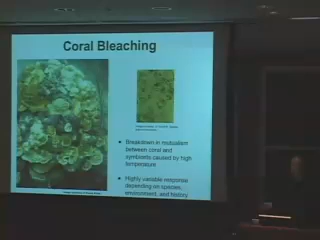 Coral Bleaching
• Breakdown in mutualism
between coral and
symbionts caused by high
temperature
• Highly variable response
depending on species,
environment, and history